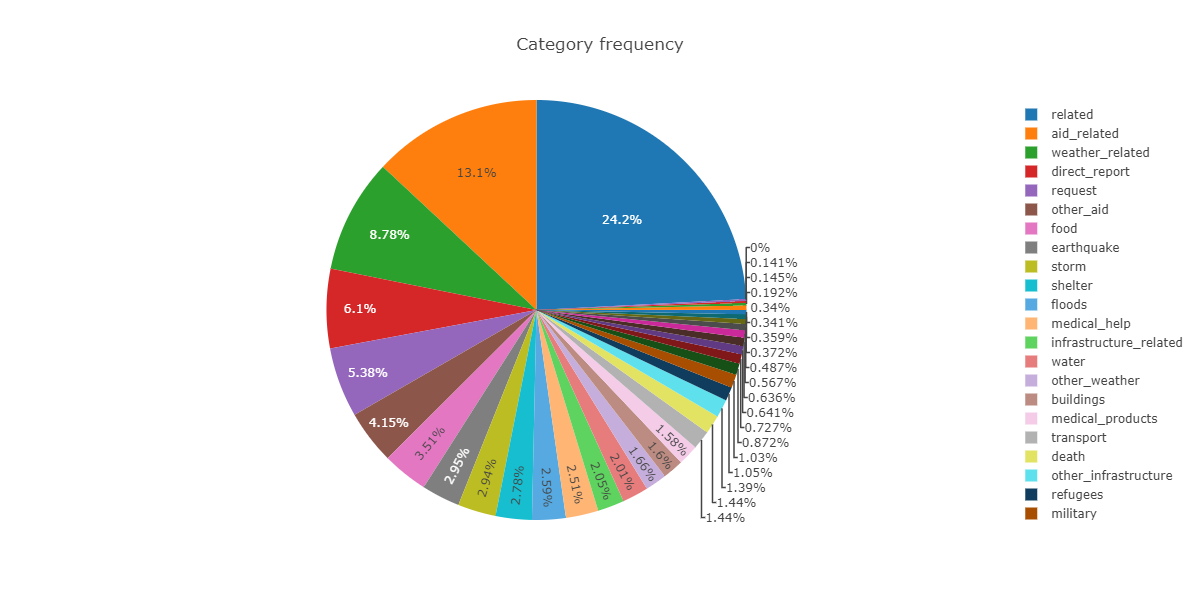 Category frequency
24.2%
13.1%
8.78%
6.1%
5.38%
4.15%
3.51%
2.95%
2.94%
2.78%
2.59%
2.51%
2.05%
2.01%
1.66%
1.6%
1.58%
0%
0.141%
0.145%
0.192%
0.34%
0.341%
0.359%
0.372%
0.487%
0.567%
0.636%
0.641%
0.727%
0.872%
1.03%
1.05%
1.39%
1.44%
1.44%
related
aid_related
weather_related
direct_report
request
other_aid
food
earthquake
storm
shelter
floods
medical_help
infrastructure_related
water
other_weather
buildings
medical_products
transport
death
other_infrastructure
refugees
military